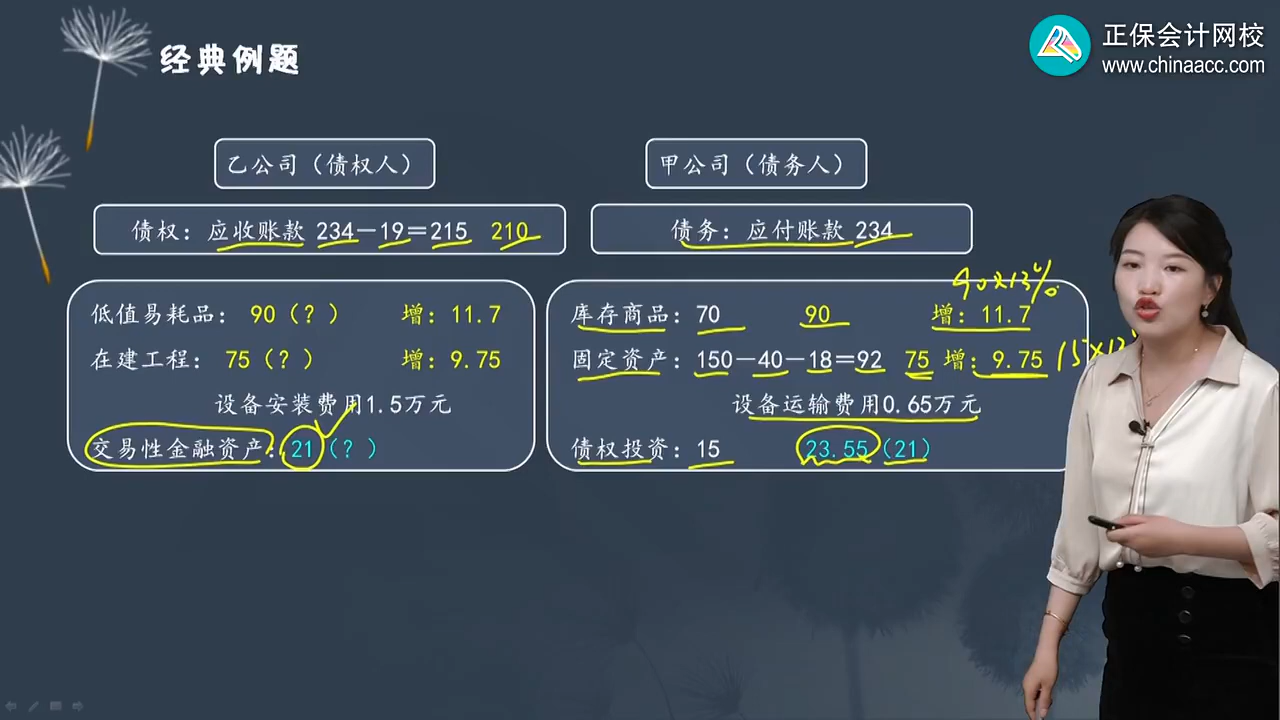 经典例题
正保会计网校
www.chinaacc.com
乙公司（债权人）
甲公司（债务人）
债权：应收账款 234－19＝215 210
债务：应付账款 234
低值易耗品： 90（？） 增：11.7
在建工程： 75（？） 增：9.75
设备安装费用1.5万元
交易性金融资产：21（？）
90×13%
库存商品：70 90 增：11.7
固定资产：150－40－18＝92 75 增：9.75
设备运输费用0.65万元
债权投资：15 23.55（21）